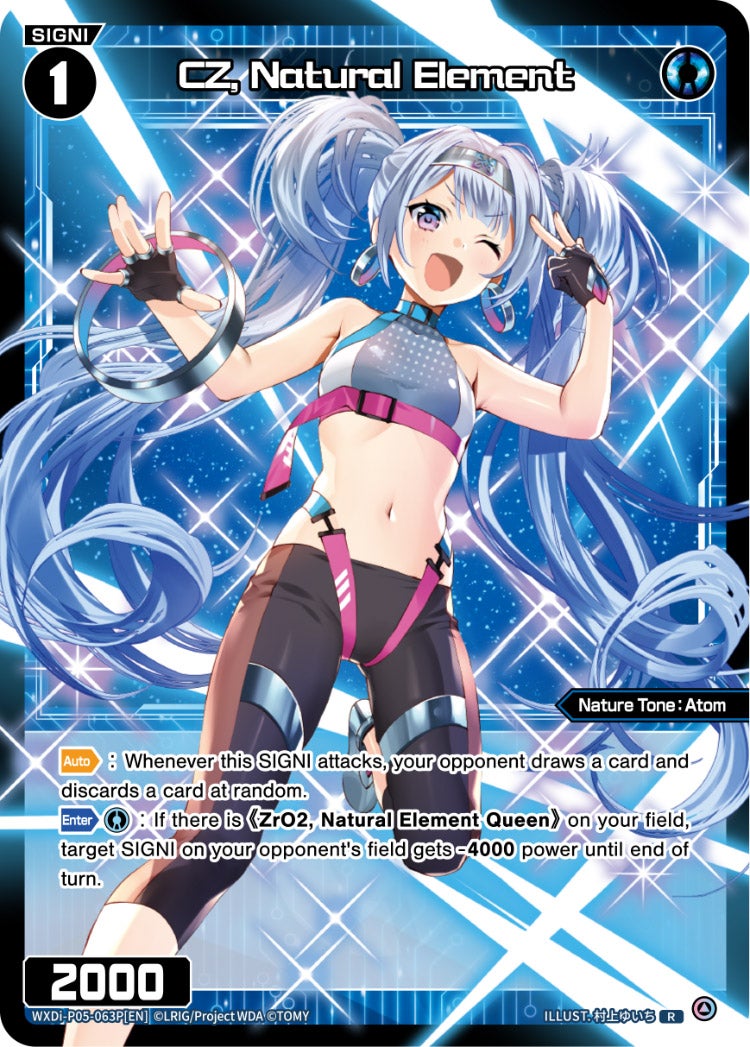 SIGNI
1
CZ, Natural Element
Nature Tone：Atom
Auto : Whenever this SIGNI attacks, your opponent draws a card and
discards a card at random.
Enter : If there is 《ZrO2, Natural Element Queen》 on your field,
target SIGNI on your opponent's field gets -4000 power until end of
turn.
2000
WXDi-P05-063P[EN] ©LRIG/Project WDA ©TOMY
ILLUST. 村上ゆいち R